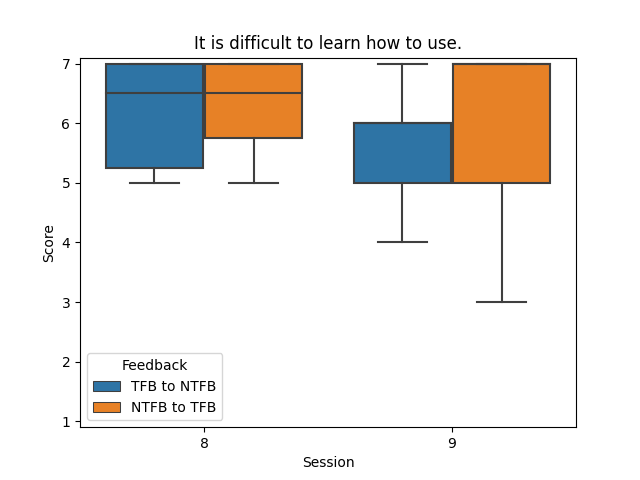 It is difficult to learn how to use.
7
6
5
4
3
2
1
Score
Feedback
TFB to NTFB
NTFB to TFB
8 9
Session